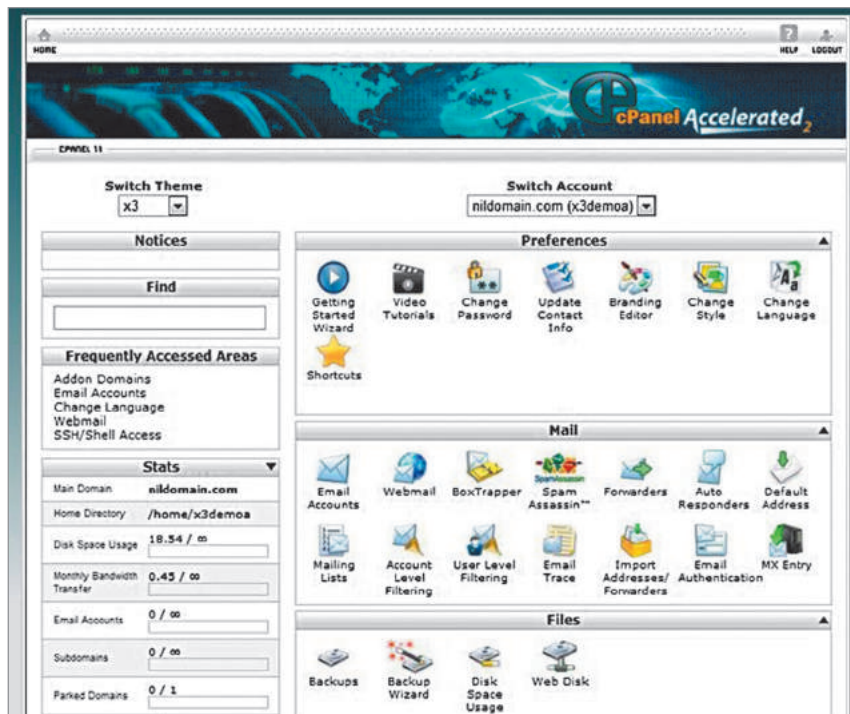 HOME
HELP LOGOUT
cPanel Accelerated2
CPANEL 11
Switch Theme
x3
Switch Account
nildomain.com (x3demoa)
Notices
Find
Frequently Accessed Areas
Addon Domains
Email Accounts
Change Language
Webmail
SSH/Shell Access
Stats
Main Domain nildomain.com
Home Directory /home/x3demoa
Disk Space Usage 18.54 / ∞
Monthly Bandwidth
Transfer 0.45 / ∞
Email Accounts 0 / ∞
Subdomains 0 / ∞
Parked Domains 0 / 1
Preferences
Getting
Started
Wizard
Video
Tutorials
Change
Password
Update
Contact
Info
Branding
Editor
Change
Style
Change
Language
Shortcuts
Mail
Email
Accounts
Webmail
BoxTrapper
SpamAssassin
Spam
Assassin™
Forwarders
Auto
Responders
Default
Address
Mailing
Lists
Account
Level
Filtering
User Level
Filtering
Email
Trace
Import
Addresses/
Forwarders
Email
Authentication
MX Entry
Files
Backups
Backup
Wizard
Disk
Space
Usage
Web Disk